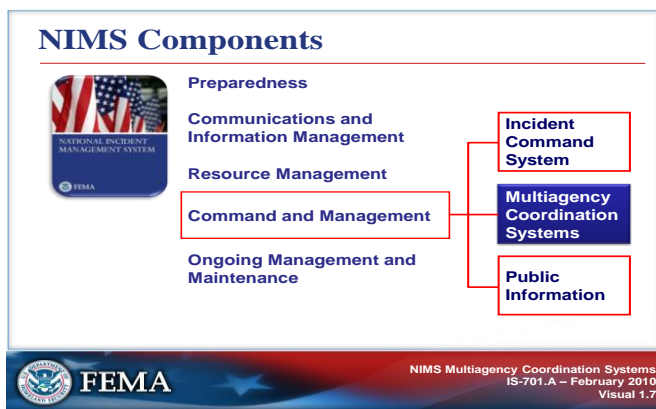 NIMS Components
NATIONAL INCIDENT
MANAGEMENT SYSTEM
FEMA
Preparedness
Communications and
Information Management
Resource Management
Command and Management
Ongoing Management and
Maintenance
Incident
Command
System
Multiagency
Coordination
Systems
Public
Information
FEMA
NIMS Multiagency Coordination Systems
IS-701.A – February 2010
Visual 1.7